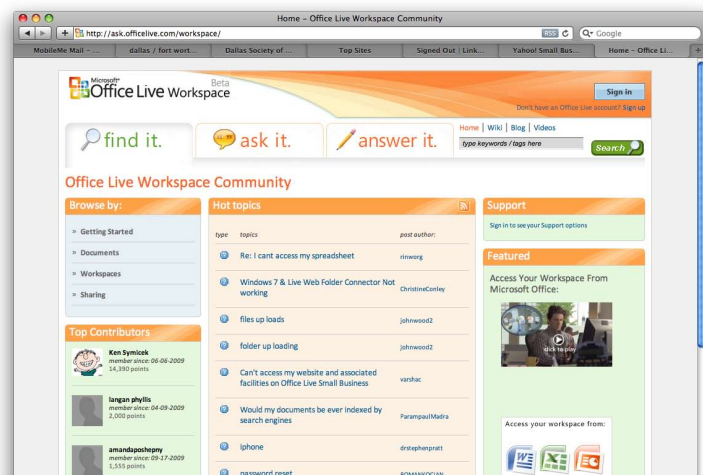 Home – Office Live Workspace Community
http://ask.officelive.com/workspace/
RSS
Google
MobileMe Mail – ...
dallas / fort wort...
Dallas Society of ...
Top Sites
Signed Out | Link...
Yahoo! Small Bus...
Home – Office Li...
Microsoft
Office Live Workspace
Beta
Sign in
Don't have an Office Live account? Sign up
find it.
ask it.
answer it.
Home | Wiki | Blog | Videos
type keywords / tags here
Search
Office Live Workspace Community
Browse by:
» Getting Started
» Documents
» Workspaces
» Sharing
Top Contributors
Ken Symicek
member since: 06-06-2009
14,390 points
langan phyllis
member since: 04-09-2009
2,000 points
amandaposhepny
member since: 09-17-2009
1,555 points
Hot topics
type topics post author:
Re: I cant access my spreadsheet rinworg
Windows 7 & Live Web Folder Connector Not
working ChristineConley
files up loads johnwood2
folder up loading johnwood2
Can't access my website and associated
facilities on Office Live Small Business varshac
Would my documents be ever indexed by
search engines ParampaulMadra
iphone drstephenpratt
password reset
Support
Sign in to see your Support options
Featured
Access Your Workspace From
Microsoft Office:
click to play
Access your workspace from: